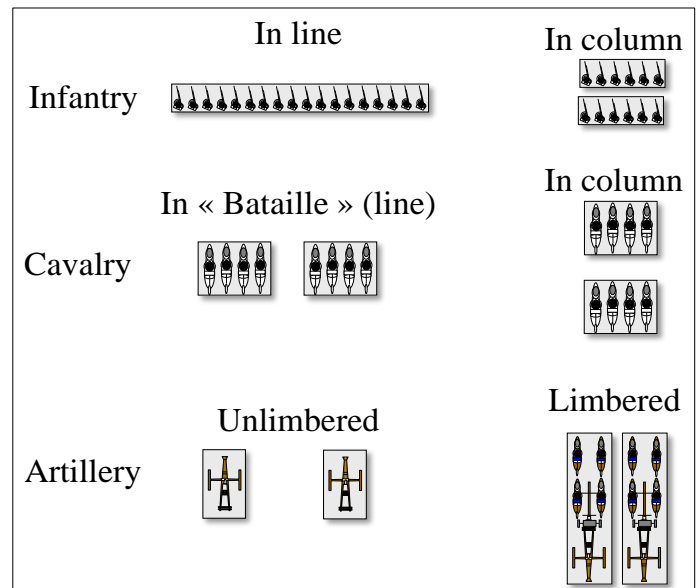 In line
In column
Infantry
In « Bataille » (line)
In column
Cavalry
Unlimbered
Limbered
Artillery